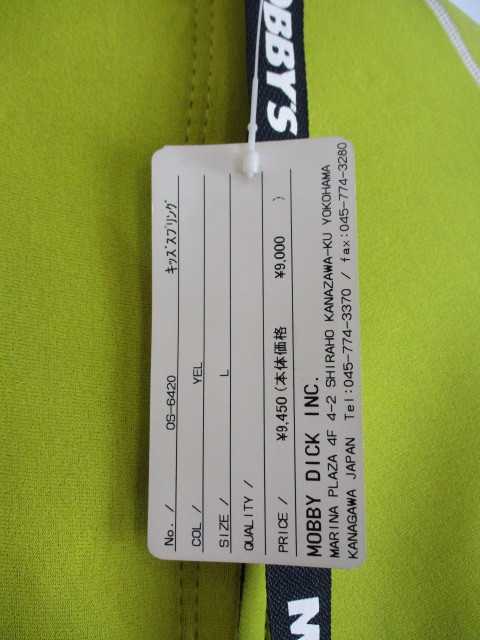 OBBY'S
No. / OS-6420 キッズスプリング
COL / YEL
SIZE / L
QUALITY /
PRICE / ¥9,450 (本体価格 ¥9,000 )
MOBBY DICK INC.
MARINA PLAZA 4F 4-2 SHIRAHO KANAZAWA-KU YOKOHAMA
KANAGAWA JAPAN Tel:045-774-3370 / fax:045-774-3280
M